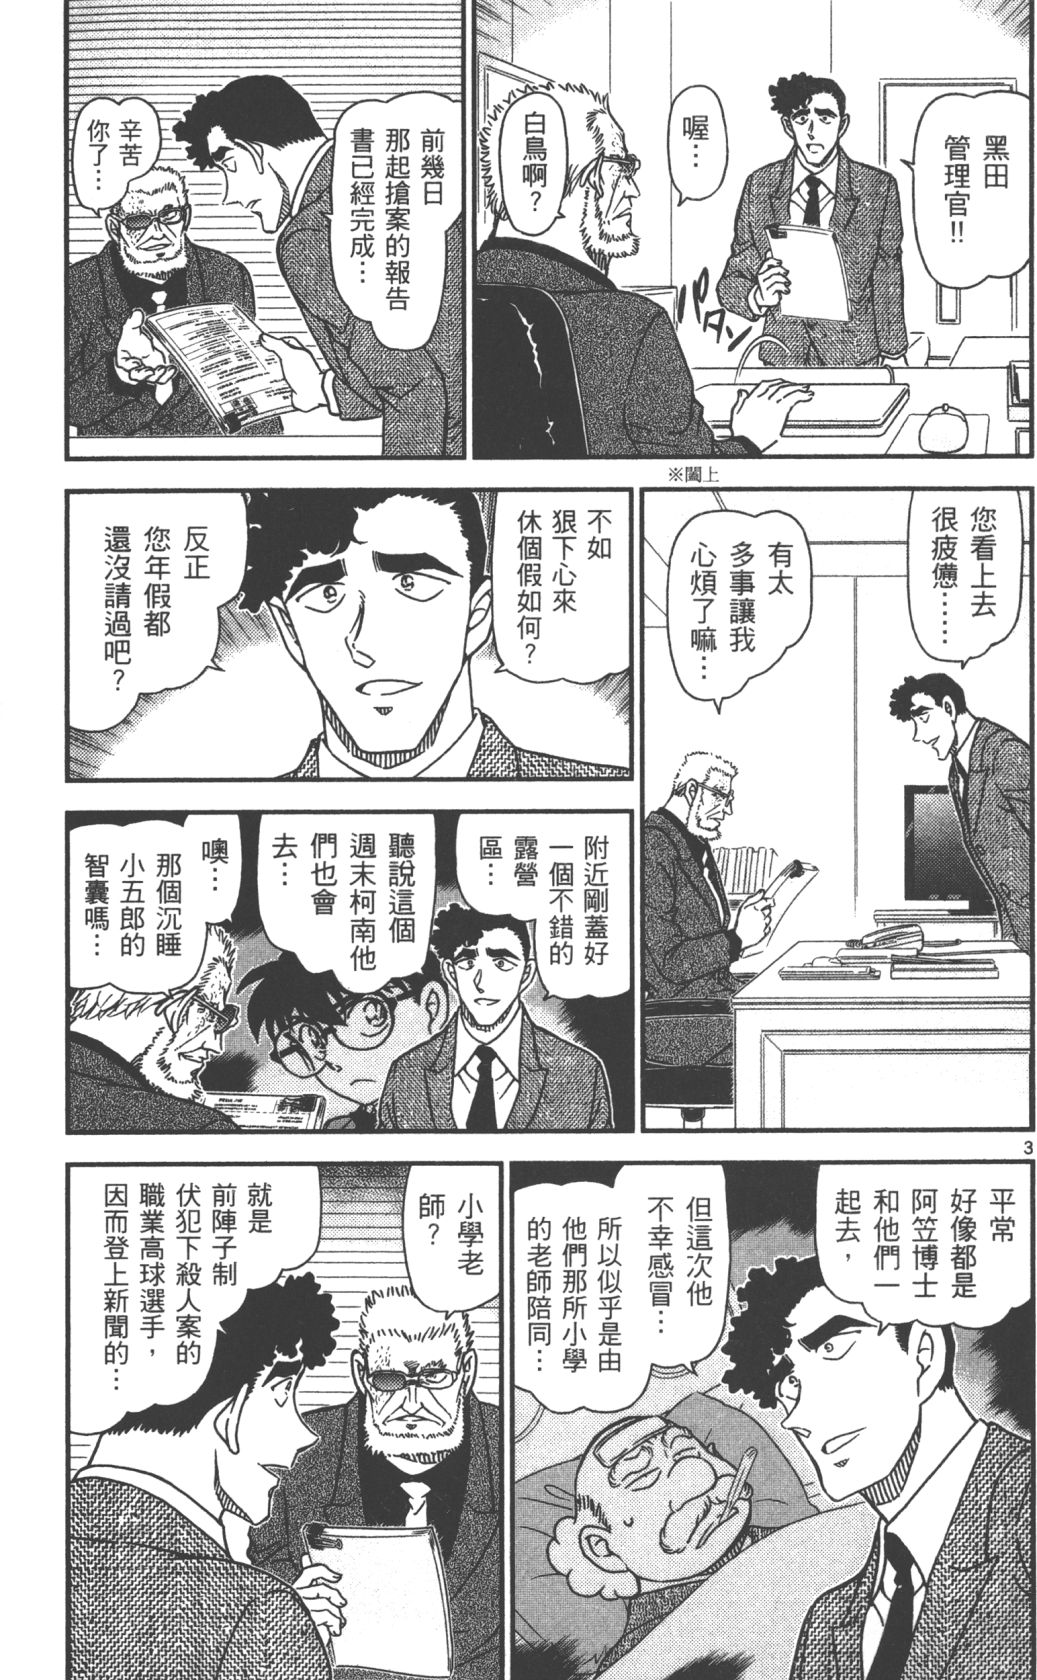 黑田
管理官!!
喔…
白鳥啊？
パタン
※闔上
前幾日
那起搶案的報告
書已經完成…
辛苦
你了…
您看上去
很疲憊……
有太
多事讓我
心煩了嘛…
不如
狠下心來
休個假如何？
反正
您年假都
還沒請過吧？
附近剛蓋好
一個不錯的
露營
區…
聽說這個
週末柯南他
們也會
去…
噢…
那個沉睡
小五郎的
智囊嗎…
3
平常
好像都是
阿笠博士
和他們一
起去，
但這次他
不幸感冒…
所以似乎是由
他們那所小學
的老師陪同…
小學老
師？
就是
前陣子制
伏犯下殺人案的
職業高球選手，
因而登上新聞的…